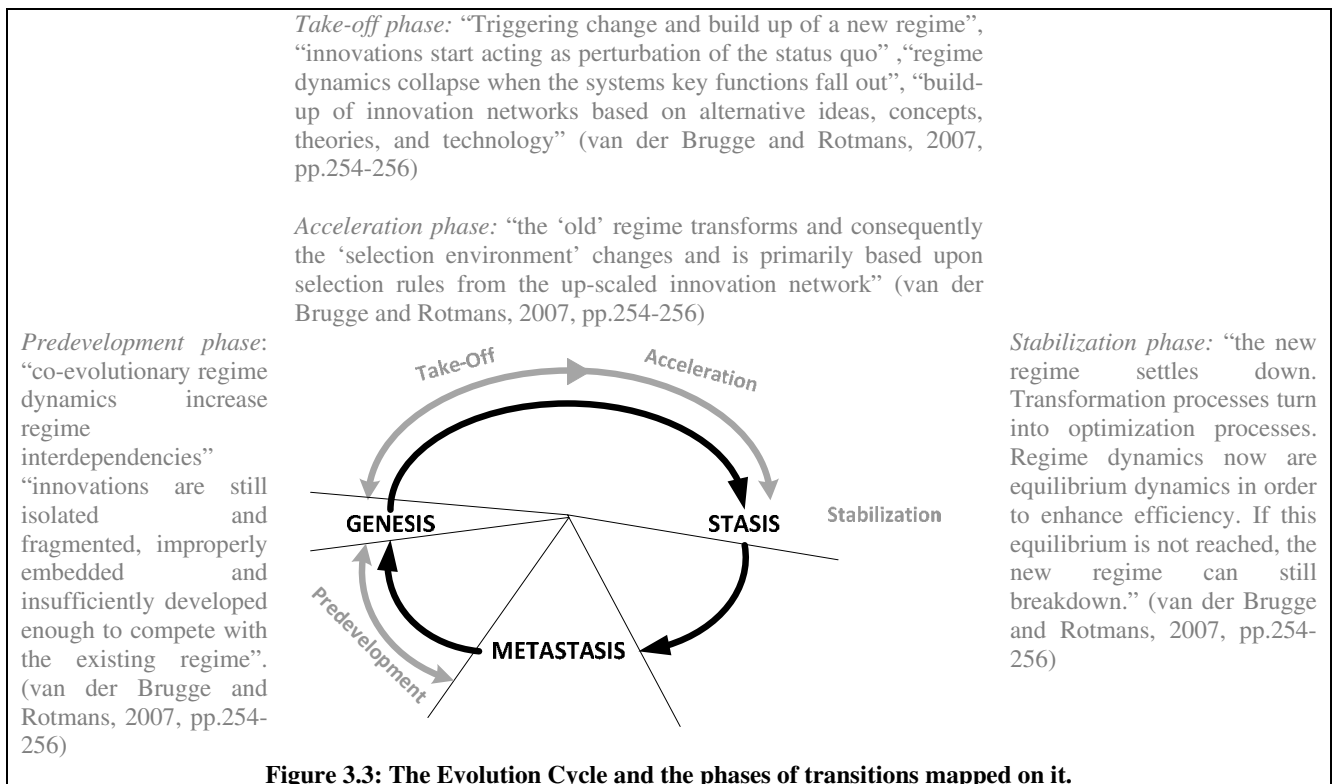 Take-off phase: “Triggering change and build up of a new regime”,
“innovations start acting as perturbation of the status quo” ,“regime
dynamics collapse when the systems key functions fall out”, “build-
up of innovation networks based on alternative ideas, concepts,
theories, and technology” (van der Brugge and Rotmans, 2007,
pp.254-256)
Acceleration phase: “the ‘old’ regime transforms and consequently
the ‘selection environment’ changes and is primarily based upon
selection rules from the up-scaled innovation network” (van der
Brugge and Rotmans, 2007, pp.254-256)
Predevelopment phase:
“co-evolutionary regime
dynamics increase
regime
interdependencies”
“innovations are still
isolated and
fragmented, improperly
embedded and
insufficiently developed
enough to compete with
the existing regime”.
(van der Brugge and
Rotmans, 2007, pp.254-
256)
Take-Off
Acceleration
GENESIS
STASIS
Stabilization
Predevelopment
METASTASIS
Stabilization phase: “the new
regime settles down.
Transformation processes turn
into optimization processes.
Regime dynamics now are
equilibrium dynamics in order
to enhance efficiency. If this
equilibrium is not reached, the
new regime can still
breakdown.” (van der Brugge
and Rotmans, 2007, pp.254-
256)
Figure 3.3: The Evolution Cycle and the phases of transitions mapped on it.